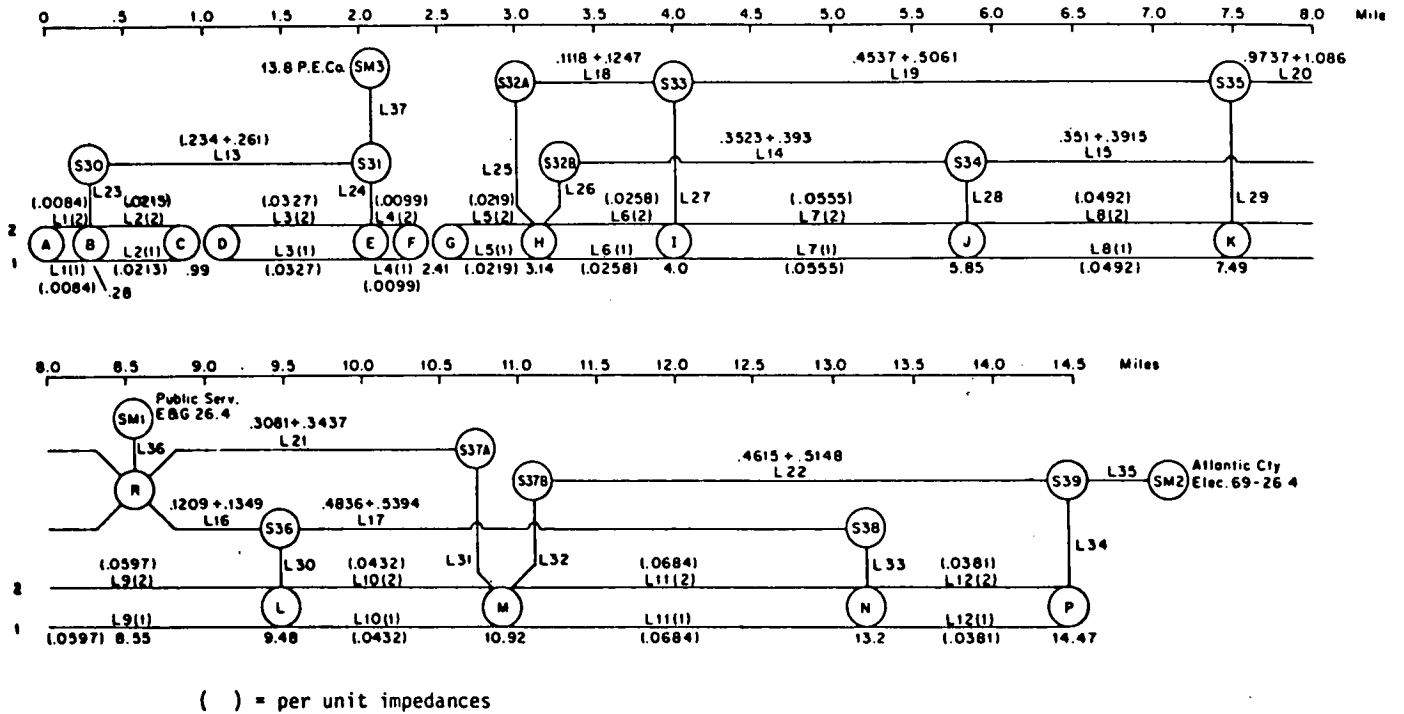 0 .5 1.0 1.5 2.0 2.5 3.0 3.5 4.0 4.5 5.0 5.5 6.0 6.5 7.0 7.5 8.0 Mile
13.8 P.E.Co. SM3 S32A .1118+.1247 L18 S33 .4537+.5061 L19 S35 .9737+1.086 L20
L37
S30 (.234+.261) L13 S31 L25 S32B .3523+.393 L14 S34 .351+.3915 L15
L23 L24 L26 L27 L28 L29
(.0084) (.0213) (.0327) (.0099) (.0219) (.0258) (.0555) (.0492)
L1(2) L2(2) L3(2) L4(2) L5(2) L6(2) L7(2) L8(2)
2
A B C D E F G H I J K
1
L1(1) L2(1) L3(1) L4(1) L5(1) L6(1) L7(1) L8(1)
(.0084) .28 (.0213) .99 (.0327) (.0099) 2.41 (.0219) 3.14 (.0258) 4.0 (.0555) 5.85 (.0492) 7.49
8.0 8.5 9.0 9.5 10.0 10.5 11.0 11.5 12.0 12.5 13.0 13.5 14.0 14.5 Miles
SM1 Public Serv.
E&G 26.4
L36
R .3081+.3437 L21 S37A
S37B .4615+.5148 L22 S39 L35 SM2 Atlantic Cty
Elec. 69-26 4
.1209+.1349 L16 S36 .4836+.5394 L17 S38
L30 L31 L32 L33 L34
(.0597) (.0432) (.0684) (.0381)
L9(2) L10(2) L11(2) L12(2)
2
L M N P
L9(1) L10(1) L11(1) L12(1)
1
(.0597) 8.55 9.48 (.0432) 10.92 (.0684) 13.2 (.0381) 14.47
( ) = per unit impedances